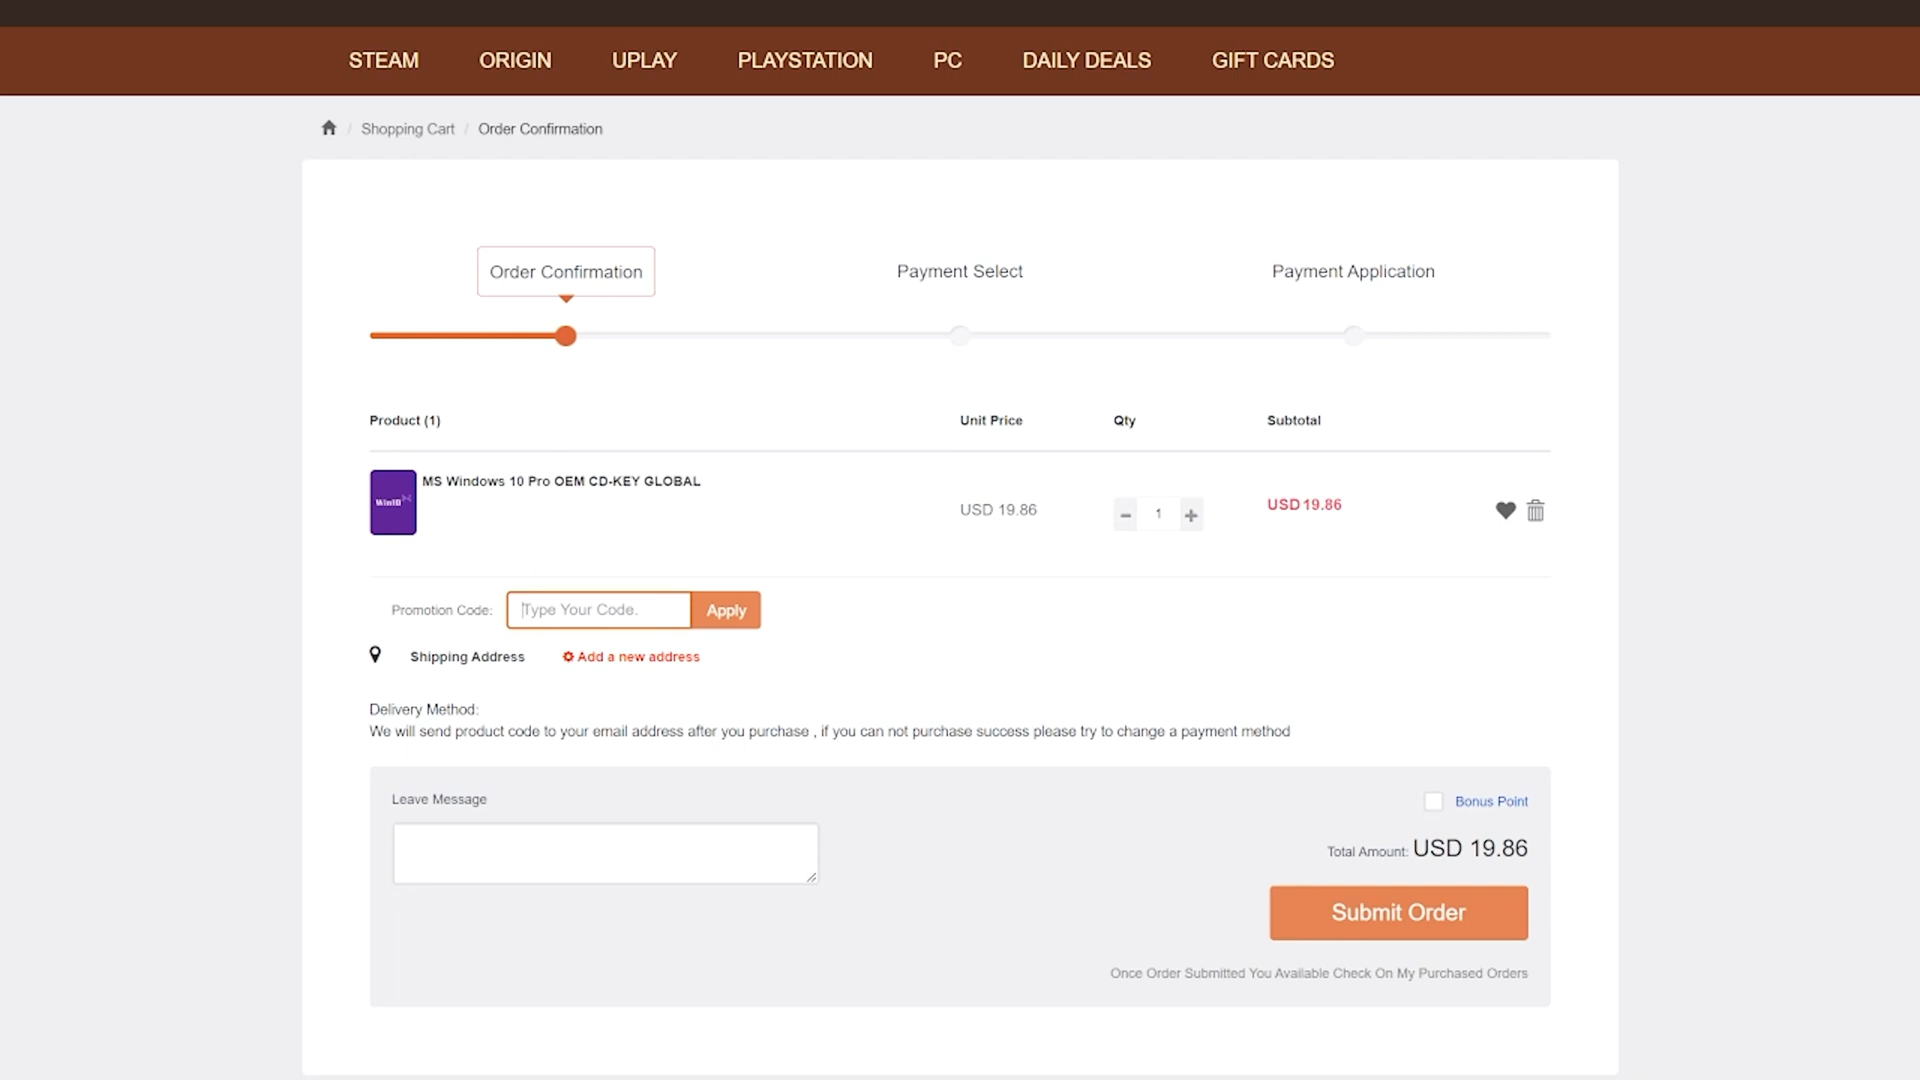 STEAM ORIGIN UPLAY PLAYSTATION PC DAILY DEALS GIFT CARDS
/ Shopping Cart / Order Confirmation
Order Confirmation Payment Select Payment Application
Product (1) Unit Price Qty Subtotal
Win10
MS Windows 10 Pro OEM CD-KEY GLOBAL
USD 19.86 − 1 + USD 19.86
Promotion Code: Type Your Code. Apply
Shipping Address Add a new address
Delivery Method:
We will send product code to your email address after you purchase , if you can not purchase success please try to change a payment method
Leave Message
Bonus Point
Total Amount: USD 19.86
Submit Order
Once Order Submitted You Available Check On My Purchased Orders